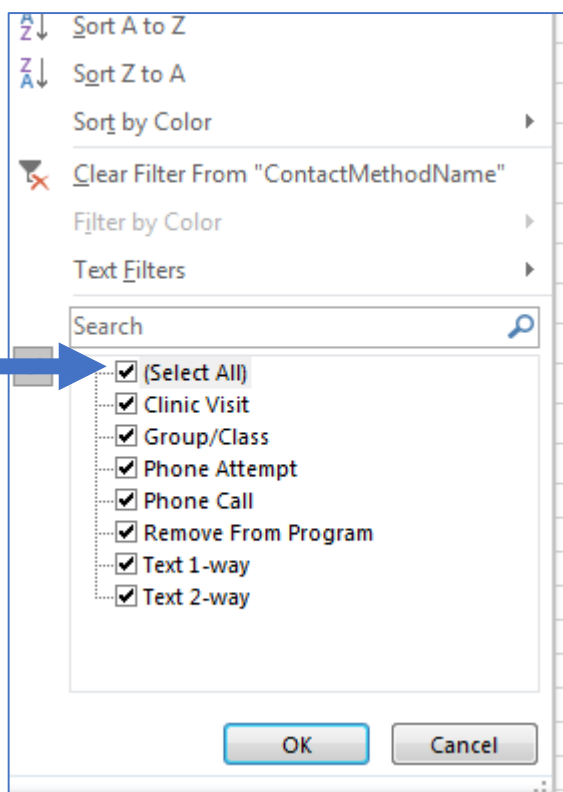 Sort A to Z
Sort Z to A
Sort by Color
Clear Filter From "ContactMethodName"
Filter by Color
Text Filters
Search
(Select All)
Clinic Visit
Group/Class
Phone Attempt
Phone Call
Remove From Program
Text 1-way
Text 2-way
OK Cancel